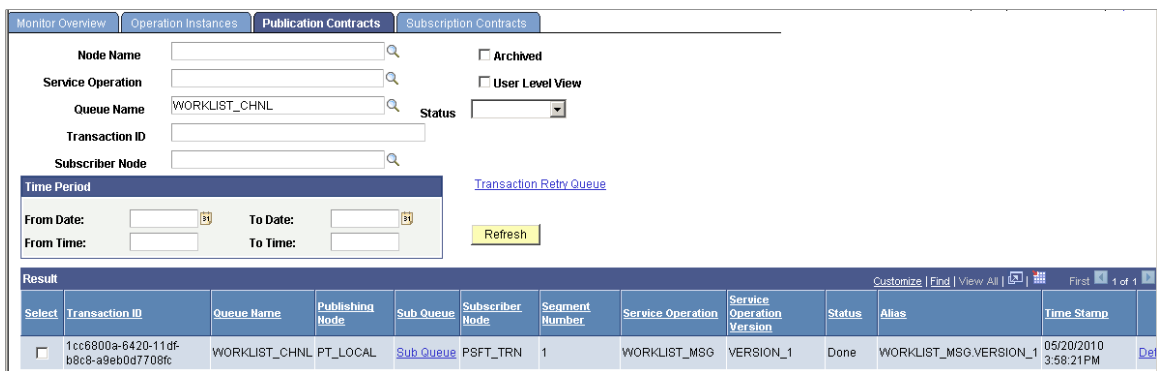 Monitor Overview Operation Instances Publication Contracts Subscription Contracts
Node Name Archived
Service Operation User Level View
Queue Name WORKLIST_CHNL Status
Transaction ID
Subscriber Node
Time Period Transaction Retry Queue
From Date: 31 To Date: 31
From Time: To Time: Refresh
Result Customize | Find | View All | | First 1 of 1
Select Transaction ID Queue Name Publishing Node Sub Queue Subscriber Node Segment Number Service Operation Service Operation Version Status Alias Time Stamp
1cc6800a-6420-11df-b8c8-a9eb0d7708fc WORKLIST_CHNL PT_LOCAL Sub Queue PSFT_TRN 1 WORKLIST_MSG VERSION_1 Done WORKLIST_MSG.VERSION_1 05/20/2010 3:58:21PM